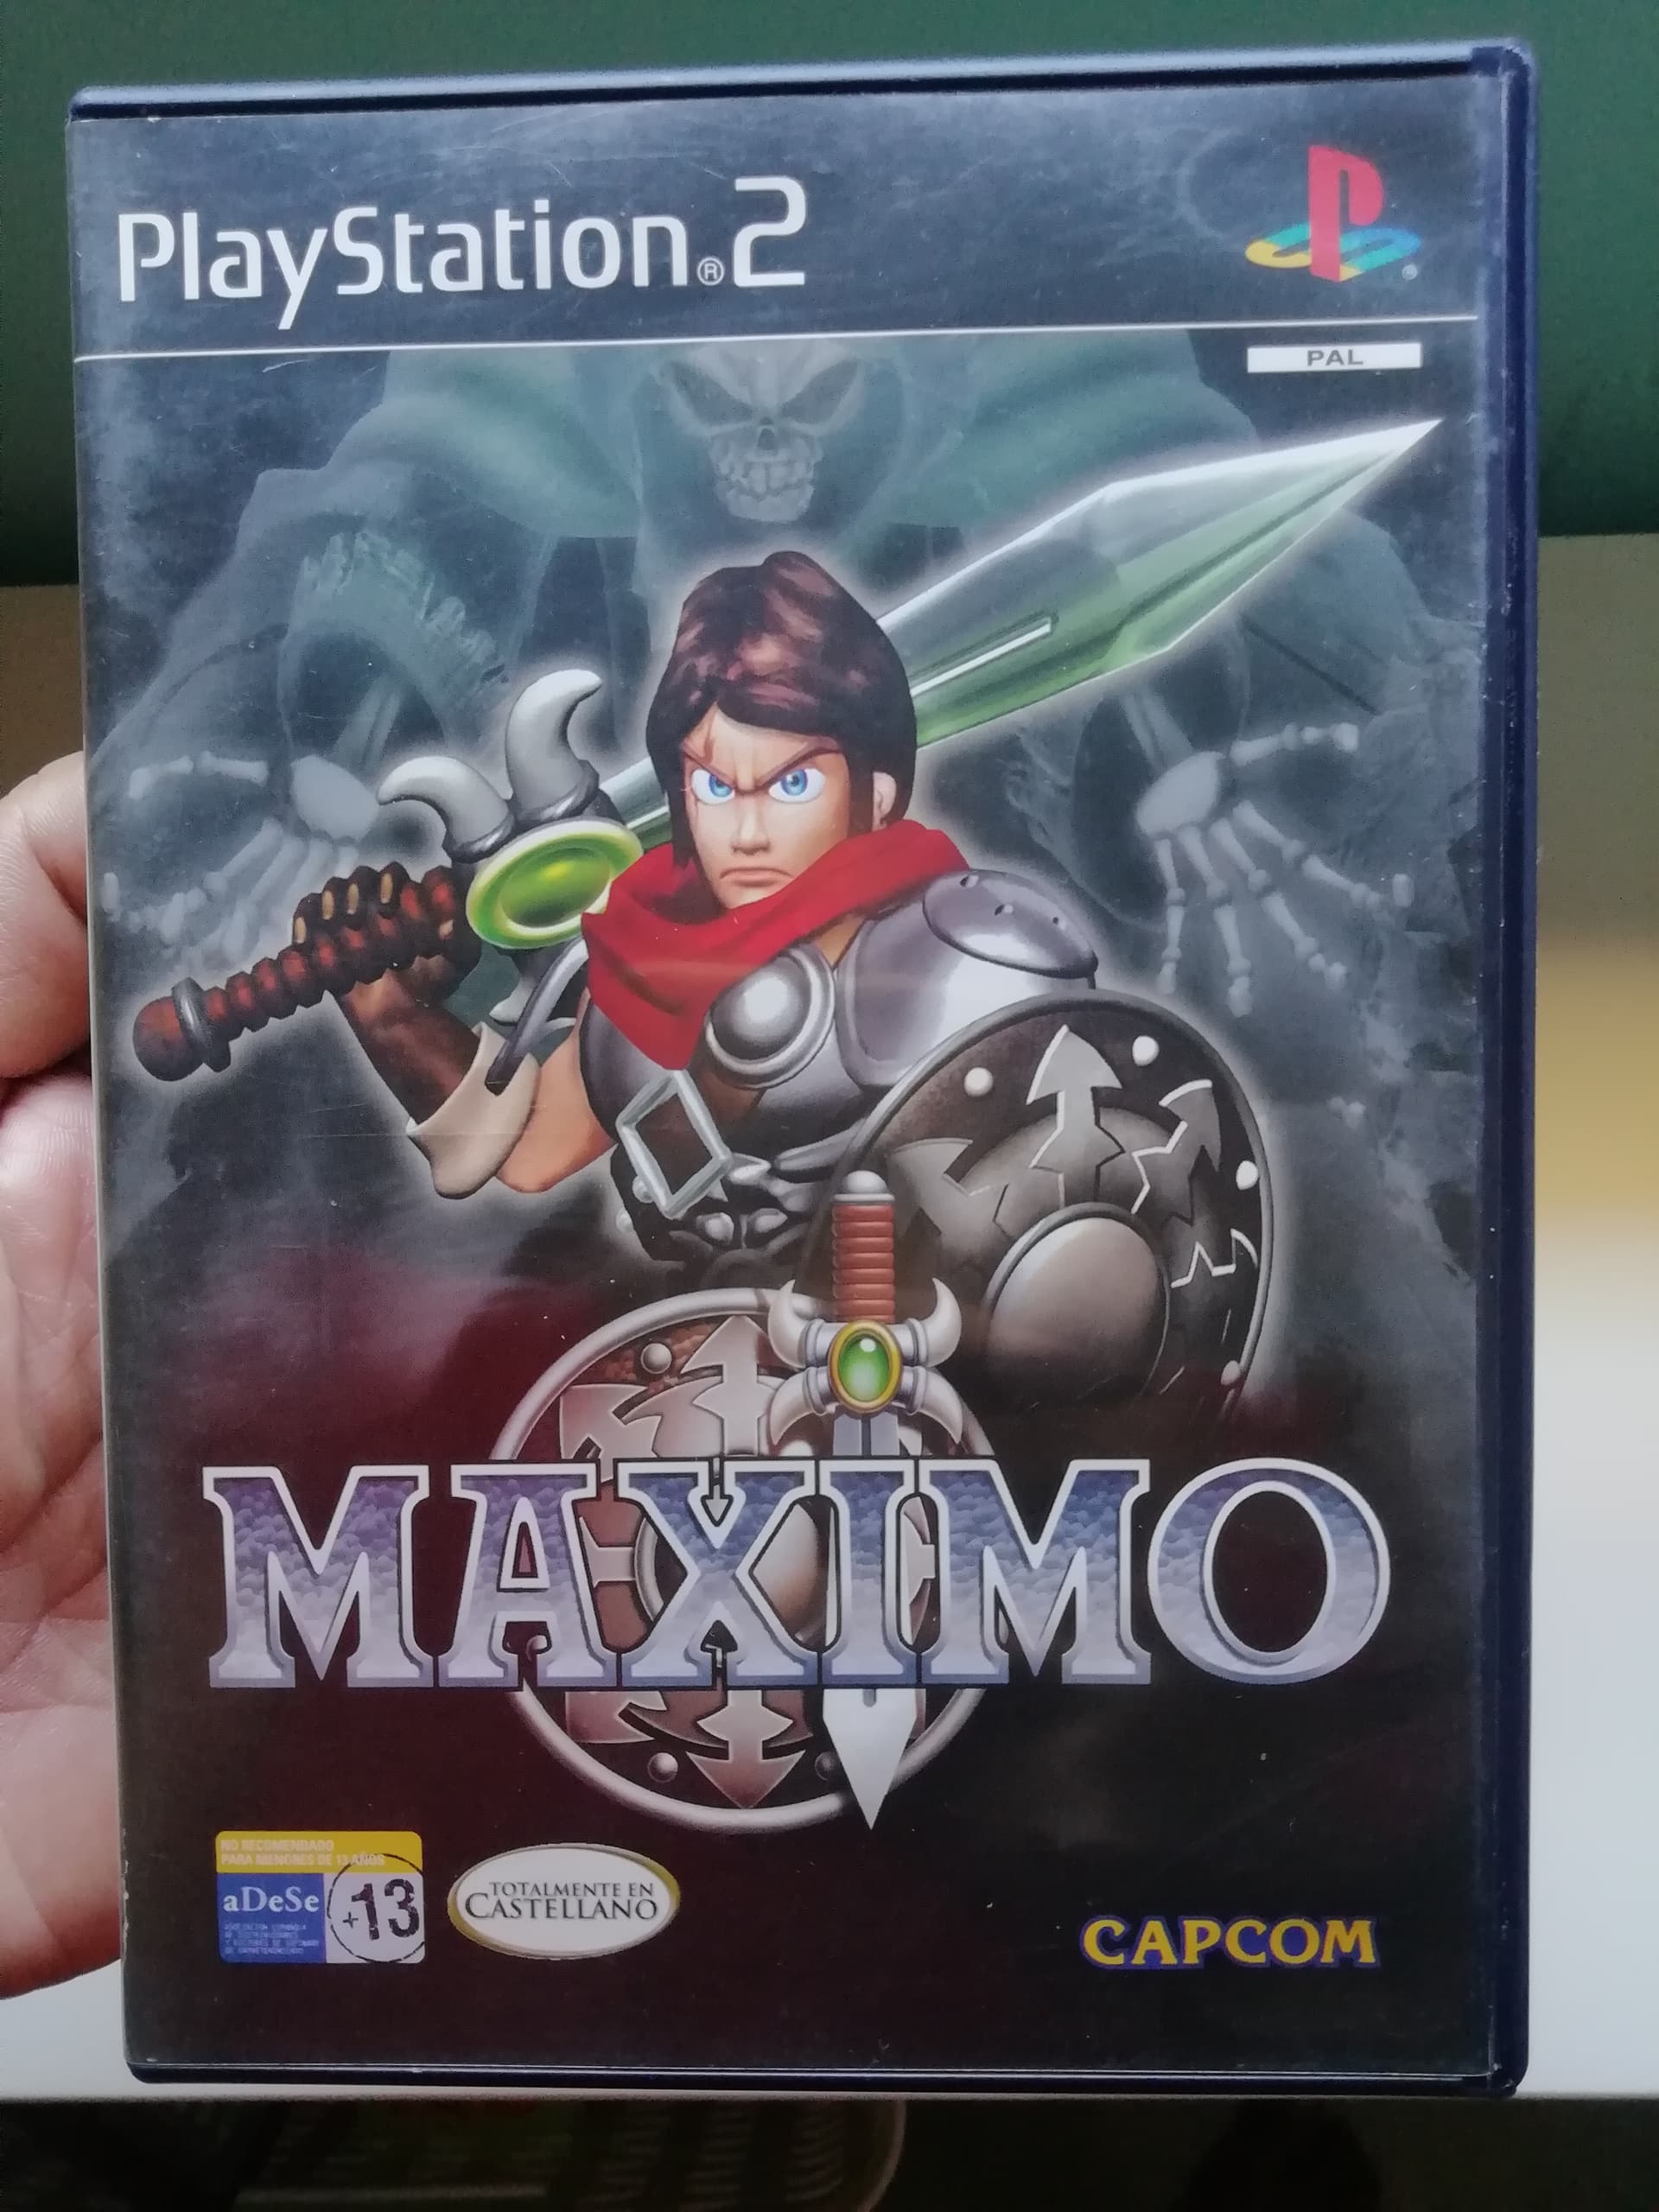 PlayStation®2
PAL
MAXIMO
NO RECOMENDADO
PARA MENORES DE 13 AÑOS
aDeSe
+13
TOTALMENTE EN
CASTELLANO
CAPCOM